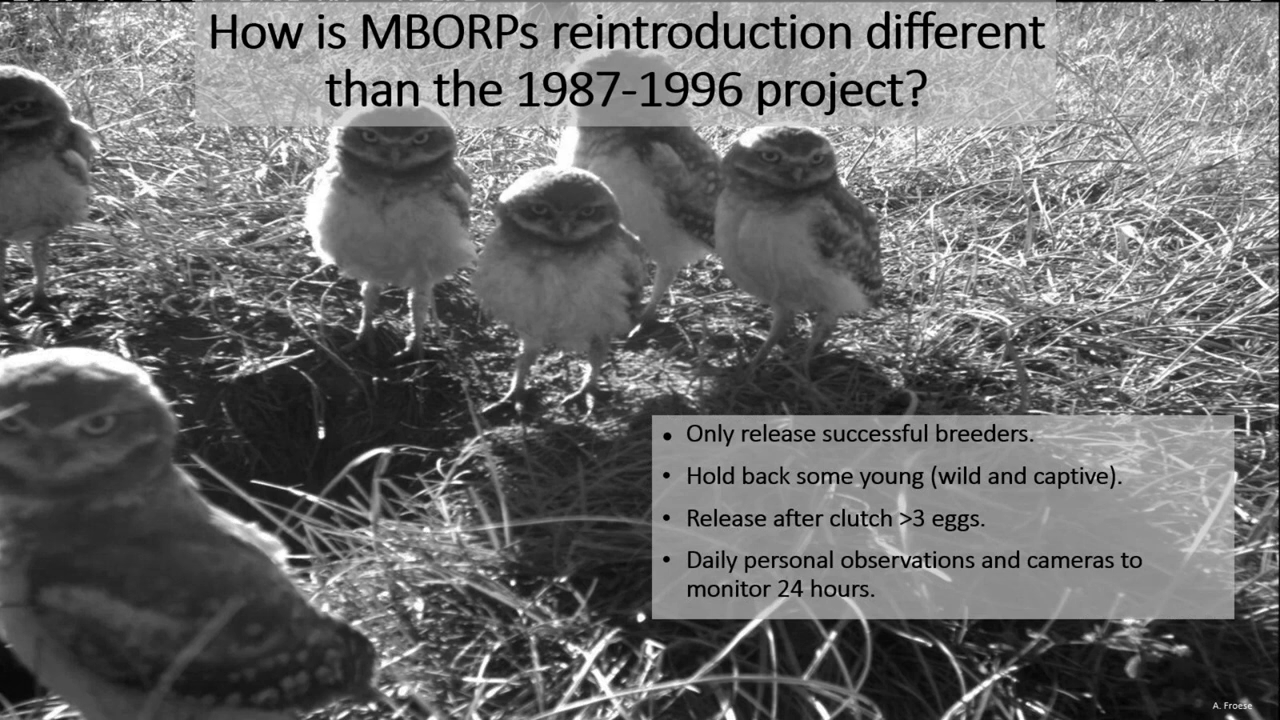 How is MBORPs reintroduction different
than the 1987-1996 project?
• Only release successful breeders.
• Hold back some young (wild and captive).
• Release after clutch >3 eggs.
• Daily personal observations and cameras to
monitor 24 hours.
A. Froese